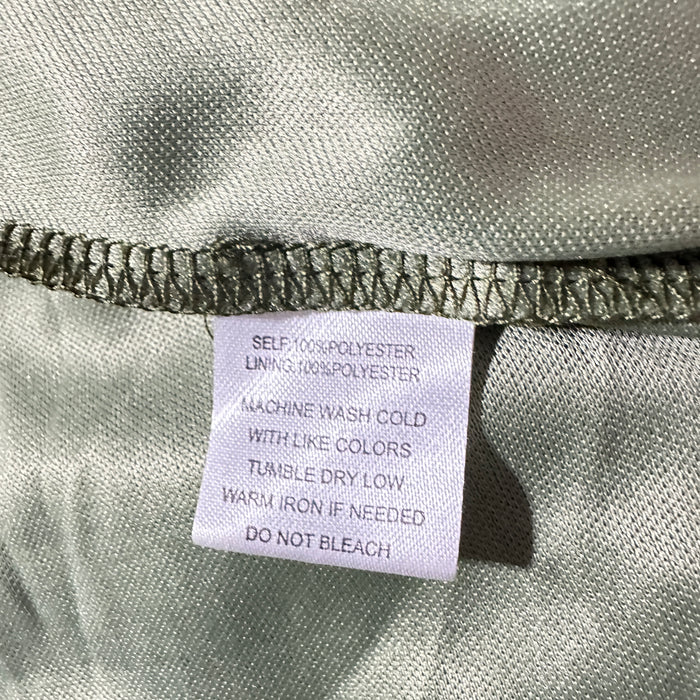 SELF:100%POLYESTER
LINING:100%POLYESTER
MACHINE WASH COLD
WITH LIKE COLORS
TUMBLE DRY LOW
WARM IRON IF NEEDED
DO NOT BLEACH